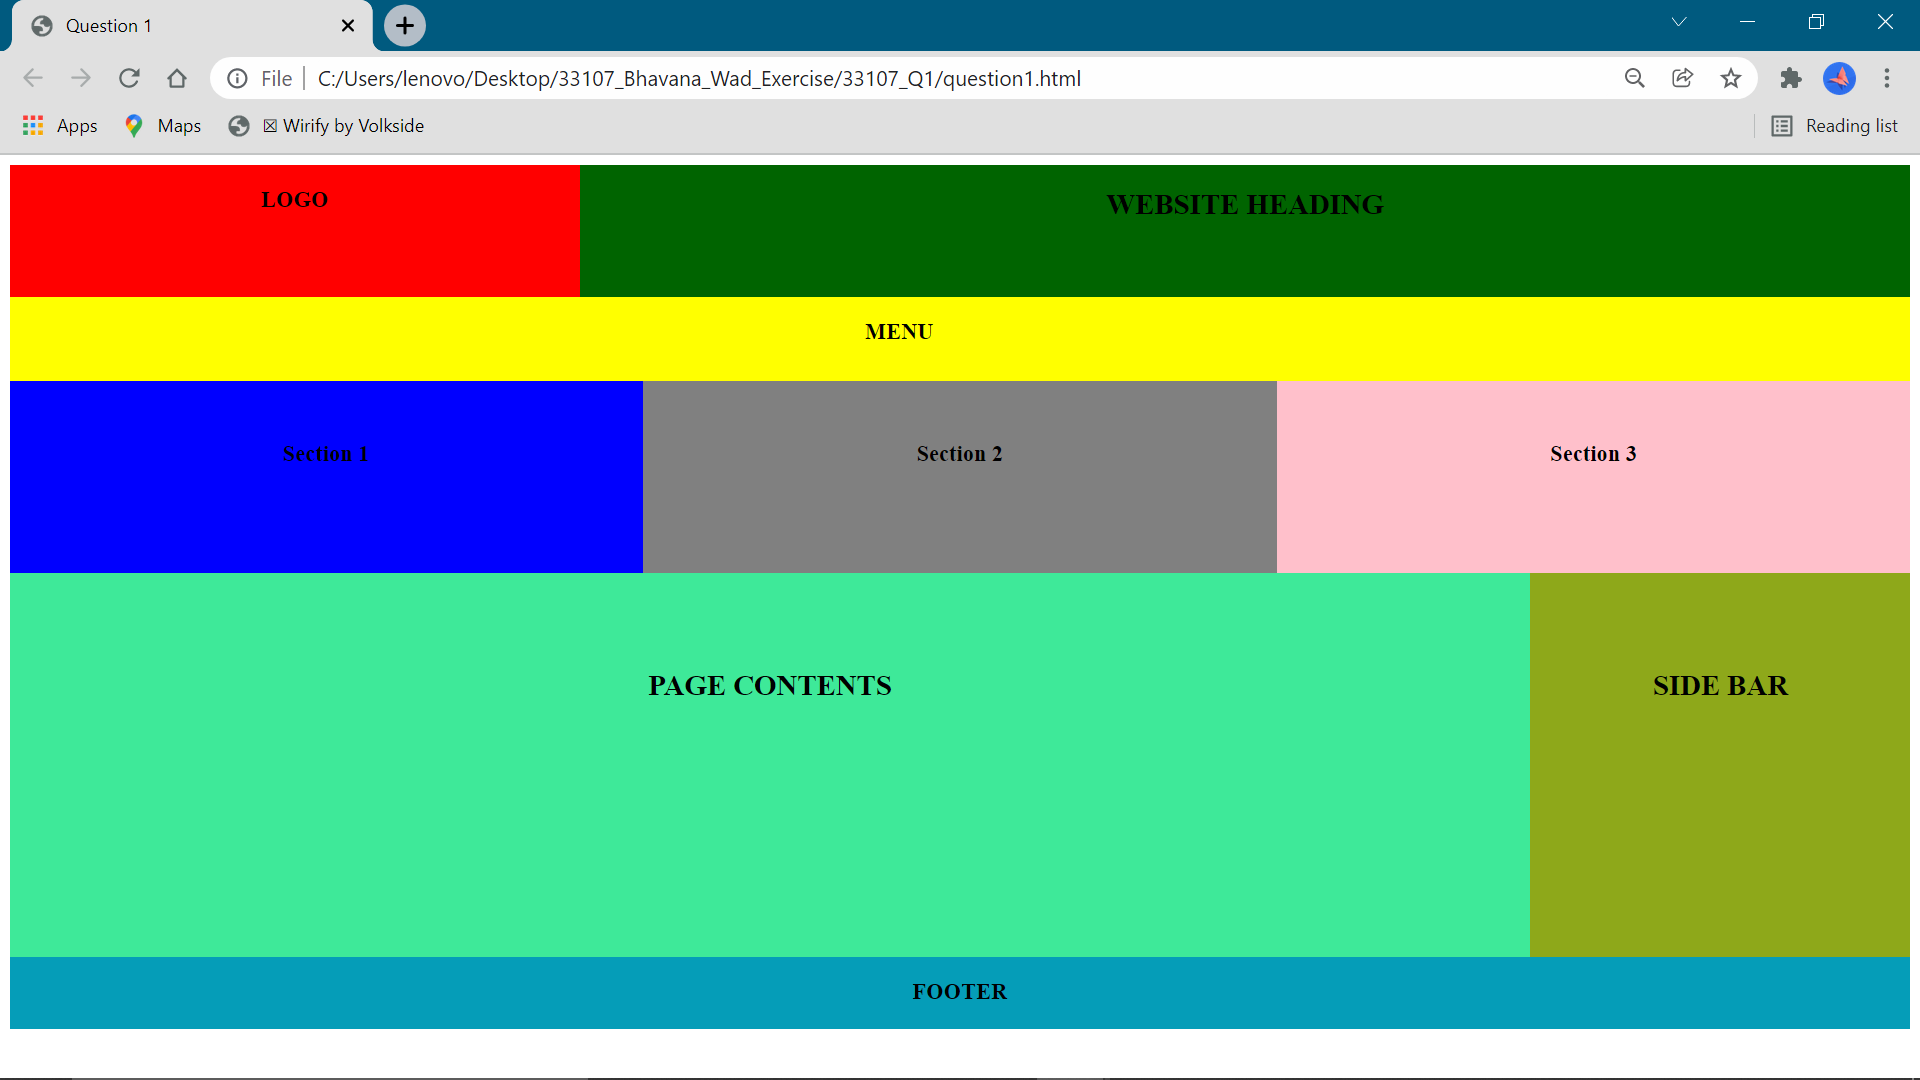 Question 1
File C:/Users/lenovo/Desktop/33107_Bhavana_Wad_Exercise/33107_Q1/question1.html
Apps Maps ☒ Wirify by Volkside Reading list
LOGO WEBSITE HEADING
MENU
Section 1 Section 2 Section 3
PAGE CONTENTS SIDE BAR
FOOTER